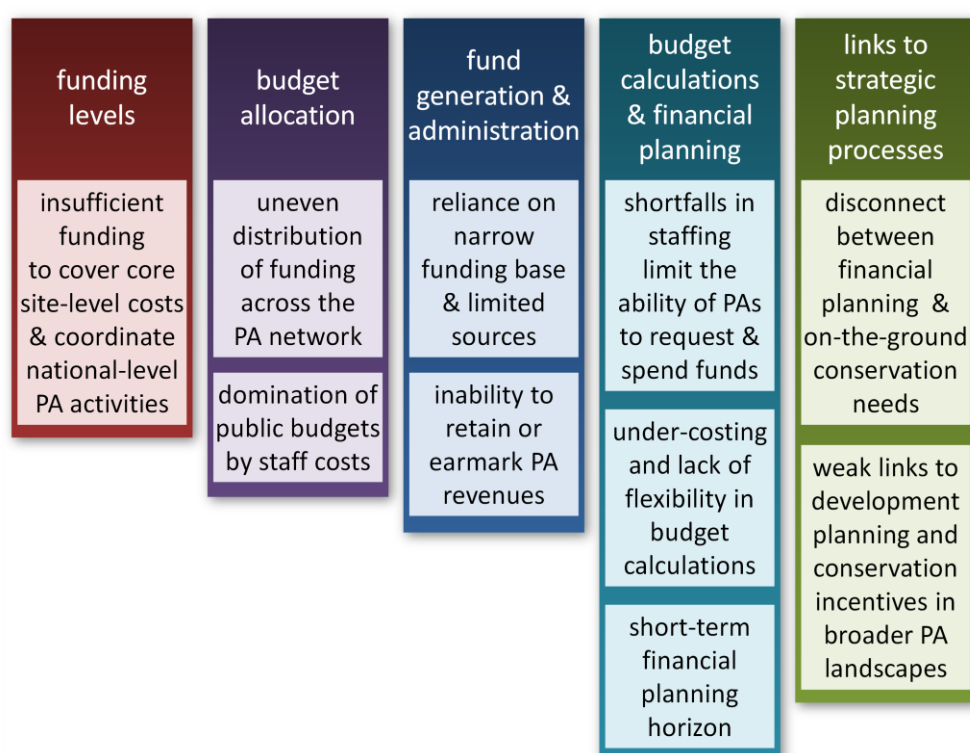 funding
levels
insufficient
funding
to cover core
site-level costs
& coordinate
national-level
PA activities
budget
allocation
uneven
distribution
of funding
across the
PA network
domination of
public budgets
by staff costs
fund
generation &
administration
reliance on
narrow
funding base
& limited
sources
inability to
retain or
earmark PA
revenues
budget
calculations
& financial
planning
shortfalls in
staffing
limit the
ability of PAs
to request &
spend funds
under-costing
and lack of
flexibility in
budget
calculations
short-term
financial
planning
horizon
links to
strategic
planning
processes
disconnect
between
financial
planning &
on-the-ground
conservation
needs
weak links to
development
planning and
conservation
incentives in
broader PA
landscapes